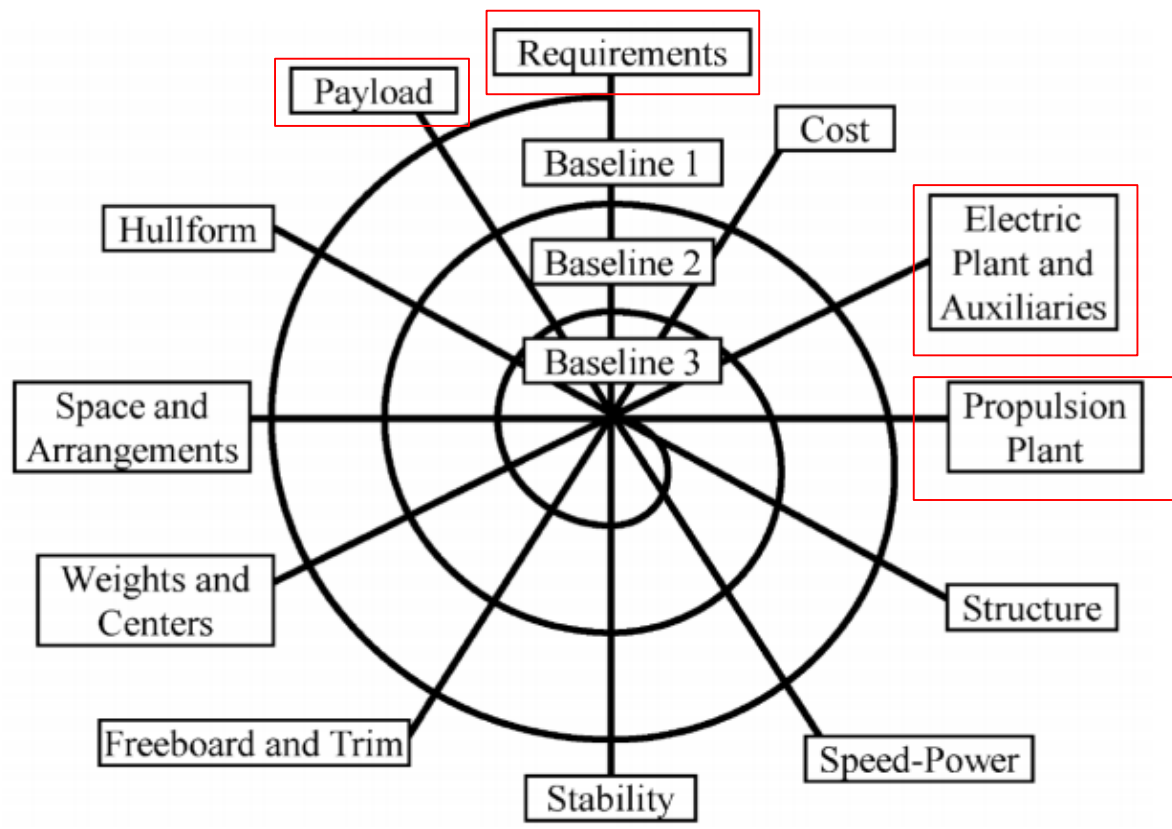 Requirements
Payload
Cost
Baseline 1
Electric
Plant and
Auxiliaries
Hullform
Baseline 2
Baseline 3
Space and
Arrangements
Propulsion
Plant
Weights and
Centers
Structure
Freeboard and Trim
Speed-Power
Stability